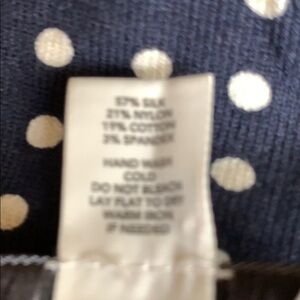 57% SILK
21% NYLON
19% COTTON
3% SPANDEX
HAND WASH
COLD
DO NOT BLEACH
LAY FLAT TO DRY
WARM IRON
IF NEEDED